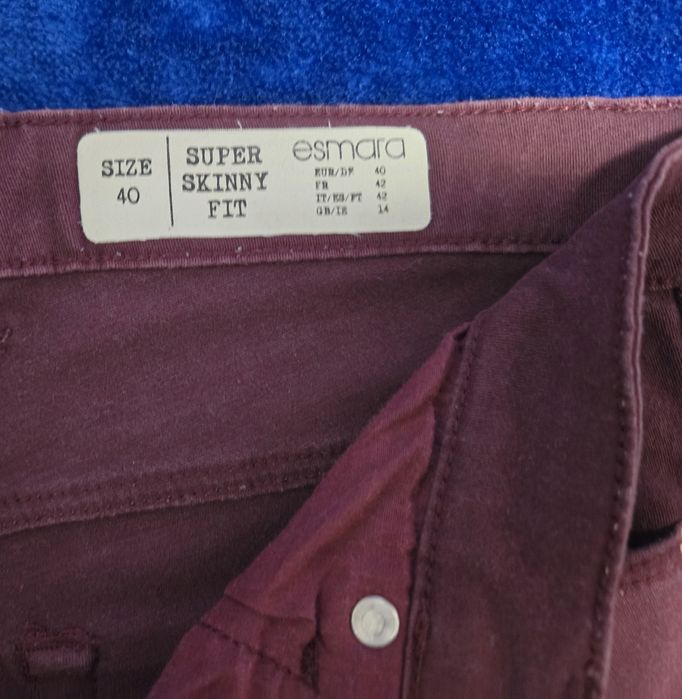 SIZE
40
SUPER
SKINNY
FIT
esmara
EUR/DE 40
FR 42
IT/ES/PT 42
GB/IE 14